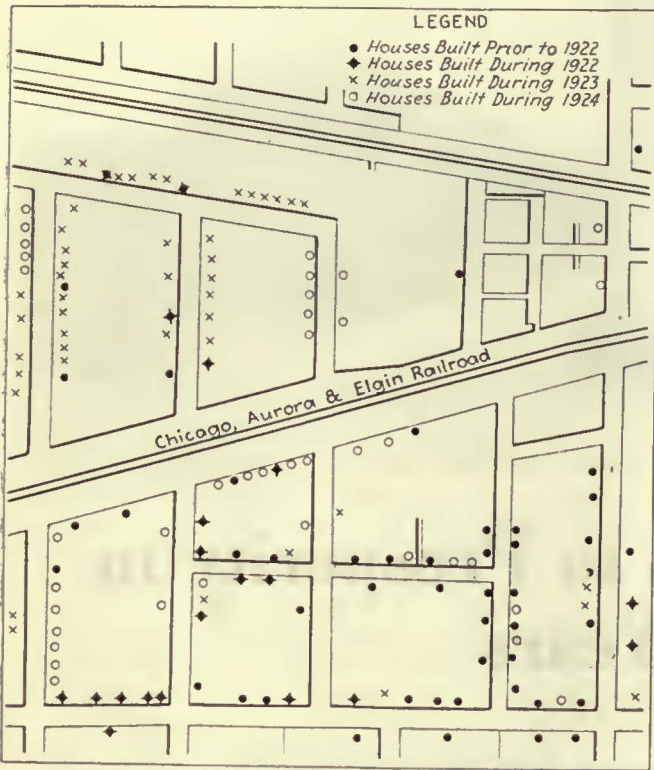 LEGEND
Houses Built Prior to 1922
Houses Built During 1922
Houses Built During 1923
Houses Built During 1924
Chicago, Aurora & Elgin Railroad